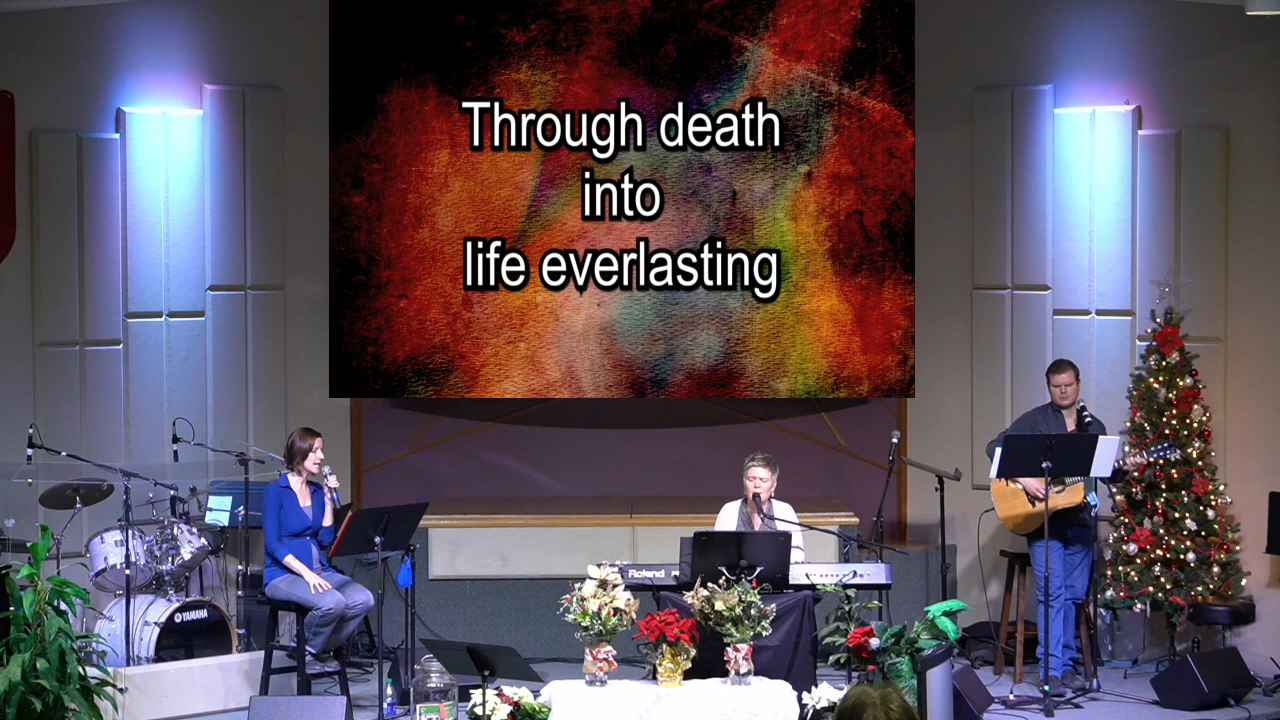 Through death
into
life everlasting
Roland
YAMAHA